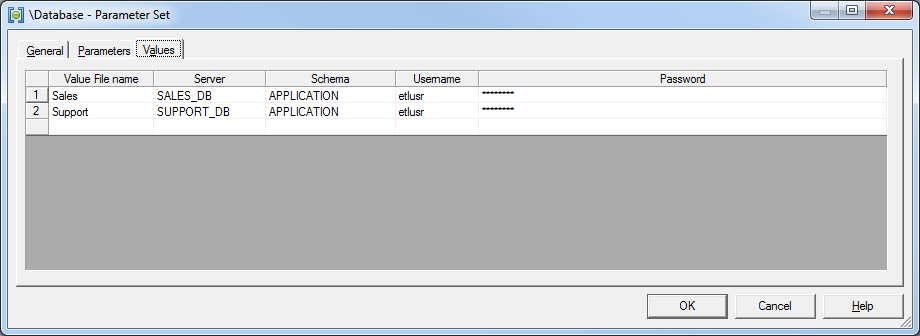 \Database - Parameter Set
General Parameters Values
Value File name Server Schema Username Password
1 Sales SALES_DB APPLICATION etlusr ********
2 Support SUPPORT_DB APPLICATION etlusr ********
OK Cancel Help